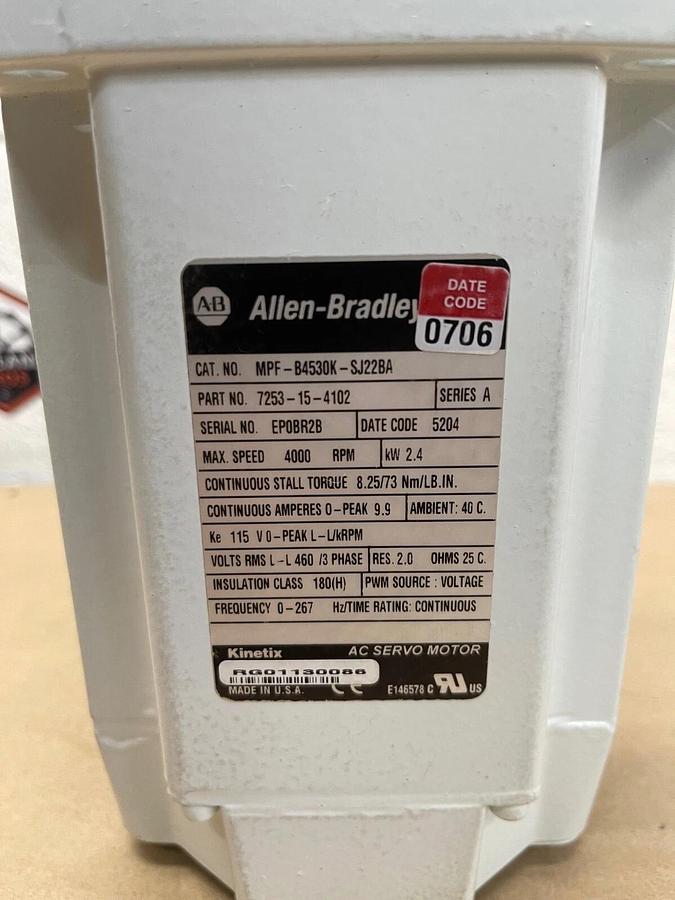 A-B Allen-Bradley
DATE
CODE
0706
CAT. NO. MPF-B4530K-SJ22BA
PART NO. 7253-15-4102 SERIES A
SERIAL NO. EP0BR2B DATE CODE 5204
MAX. SPEED 4000 RPM kW 2.4
CONTINUOUS STALL TORQUE 8.25/73 Nm/LB.IN.
CONTINUOUS AMPERES 0-PEAK 9.9 AMBIENT: 40 C.
Ke 115 V 0-PEAK L-L/kRPM
VOLTS RMS L-L 460 /3 PHASE RES. 2.0 OHMS 25 C.
INSULATION CLASS 180(H) PWM SOURCE : VOLTAGE
FREQUENCY 0-267 Hz/TIME RATING: CONTINUOUS
Kinetix AC SERVO MOTOR
RG01130086
MADE IN U.S.A. CE E146578 C RU US